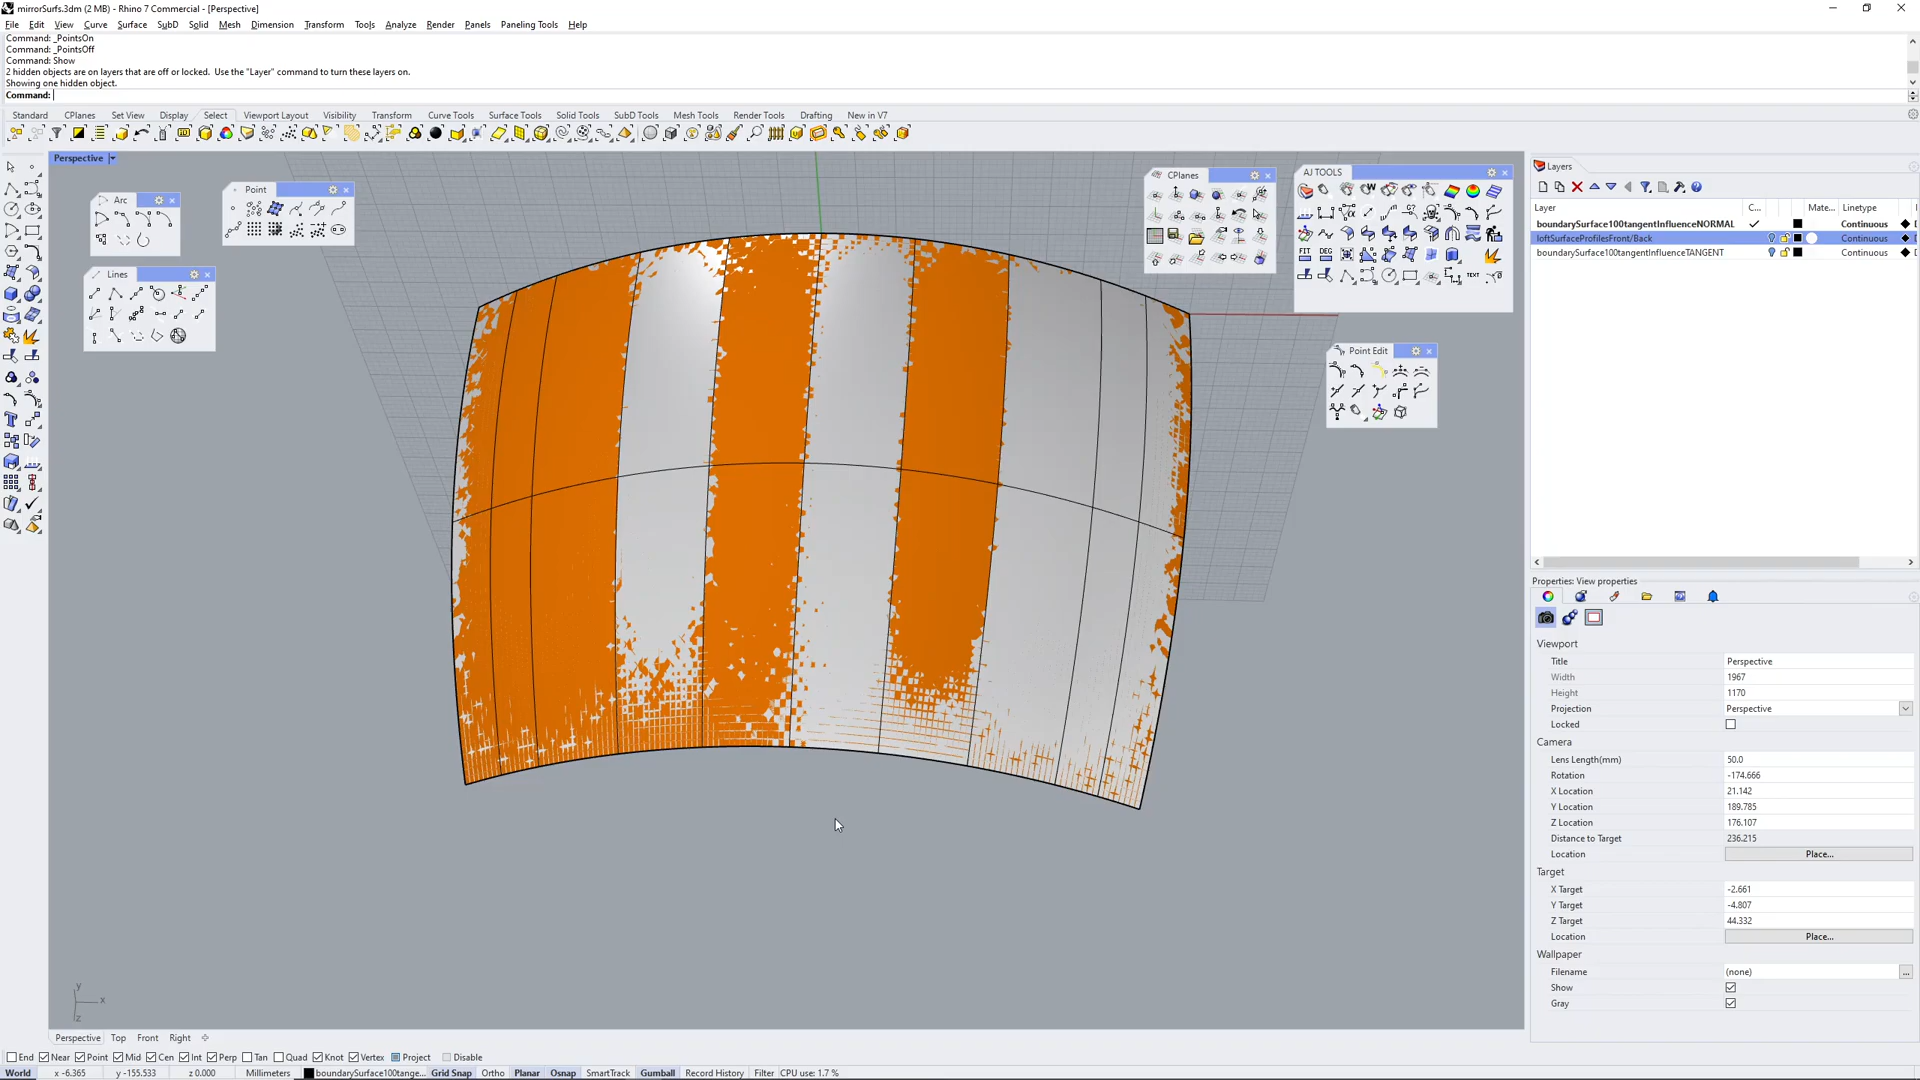 mirrorSurfs.3dm (2 MB) - Rhino 7 Commercial - [Perspective]
File Edit View Curve Surface SubD Solid Mesh Dimension Transform Tools Analyze Render Panels Paneling Tools Help
Command: _PointsOn
Command: _PointsOff
Command: Show
2 hidden objects are on layers that are off or locked. Use the "Layer" command to turn these layers on.
Showing one hidden object.
Command:
Standard CPlanes Set View Display Select Viewport Layout Visibility Transform Curve Tools Surface Tools Solid Tools SubD Tools Mesh Tools Render Tools Drafting New in V7
Perspective
Arc
Point
Lines
CPlanes
AJ TOOLS
FIT DEG
TEXT
Point Edit
Layers
Layer C... Mate... Linetype
boundarySurface100tangentInfluenceNORMAL Continuous
loftSurfaceProfilesFront/Back Continuous
boundarySurface100tangentInfluenceTANGENT Continuous
Properties: View properties
Viewport
Title Perspective
Width 1967
Height 1170
Projection Perspective
Locked
Camera
Lens Length(mm) 50.0
Rotation -174.666
X Location 21.142
Y Location 189.785
Z Location 176.107
Distance to Target 236.215
Location Place...
Target
X Target -2.661
Y Target -4.807
Z Target 44.332
Location Place...
Wallpaper
Filename (none) ...
Show
Gray
y
x
z
Perspective Top Front Right
End Near Point Mid Cen Int Perp Tan Quad Knot Vertex Project Disable
World x -6.365 y -155.533 z 0.000 Millimeters boundarySurface100tange... Grid Snap Ortho Planar Osnap SmartTrack Gumball Record History Filter CPU use: 1.7 %